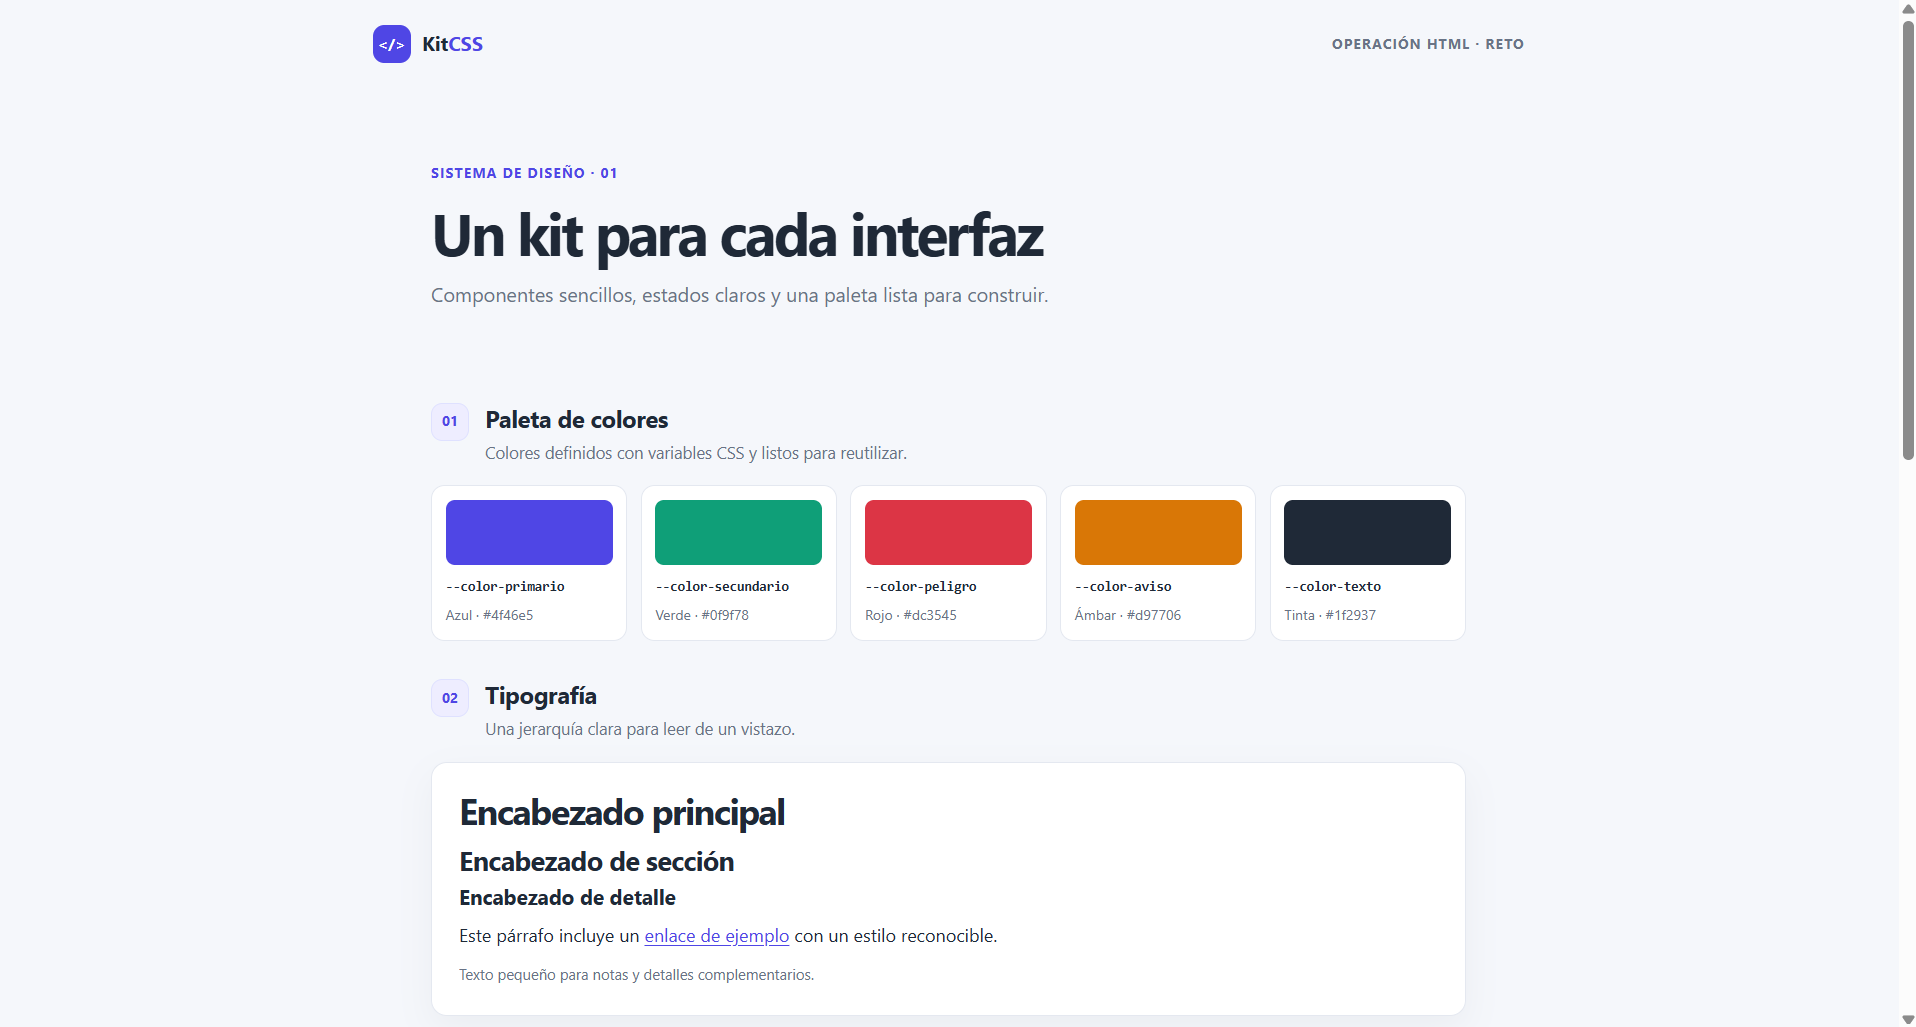 </> KitCSS
OPERACIÓN HTML · RETO
SISTEMA DE DISEÑO · 01
Un kit para cada interfaz
Componentes sencillos, estados claros y una paleta lista para construir.
01 Paleta de colores
Colores definidos con variables CSS y listos para reutilizar.
--color-primario
Azul · #4f46e5
--color-secundario
Verde · #0f9f78
--color-peligro
Rojo · #dc3545
--color-aviso
Ámbar · #d97706
--color-texto
Tinta · #1f2937
02 Tipografía
Una jerarquía clara para leer de un vistazo.
Encabezado principal
Encabezado de sección
Encabezado de detalle
Este párrafo incluye un enlace de ejemplo con un estilo reconocible.
Texto pequeño para notas y detalles complementarios.